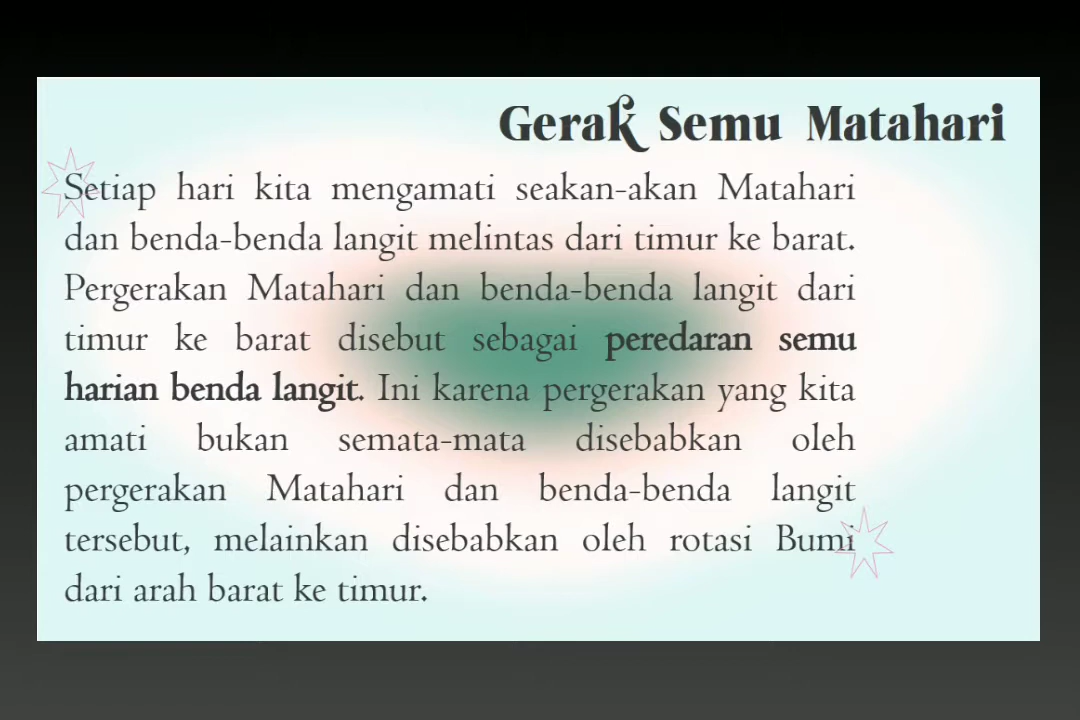 Gerak Semu Matahari
Setiap hari kita mengamati seakan-akan Matahari
dan benda-benda langit melintas dari timur ke barat.
Pergerakan Matahari dan benda-benda langit dari
timur ke barat disebut sebagai peredaran semu
harian benda langit. Ini karena pergerakan yang kita
amati bukan semata-mata disebabkan oleh
pergerakan Matahari dan benda-benda langit
tersebut, melainkan disebabkan oleh rotasi Bumi
dari arah barat ke timur.